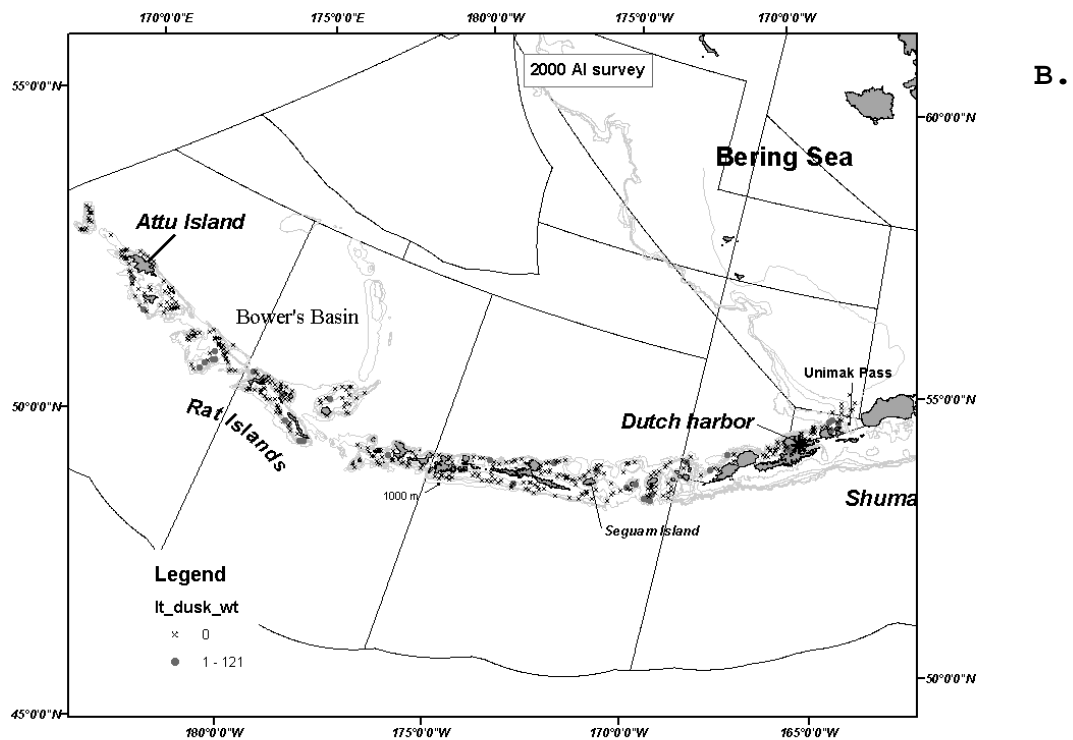 170°0'0"E 175°0'0"E 180°0'0" 175°0'0"W 170°0'0"W
2000 AI survey
B.
55°0'0"N
60°0'0"N
Bering Sea
Attu Island
Bower's Basin
Unimak Pass
50°0'0"N
55°0'0"N
Rat Islands
Dutch harbor
1000 m
Shuma
Seguam Island
Legend
lt_dusk_wt
0
1 - 121
50°0'0"N
45°0'0"N
180°0'0" 175°0'0"W 170°0'0"W 165°0'0"W